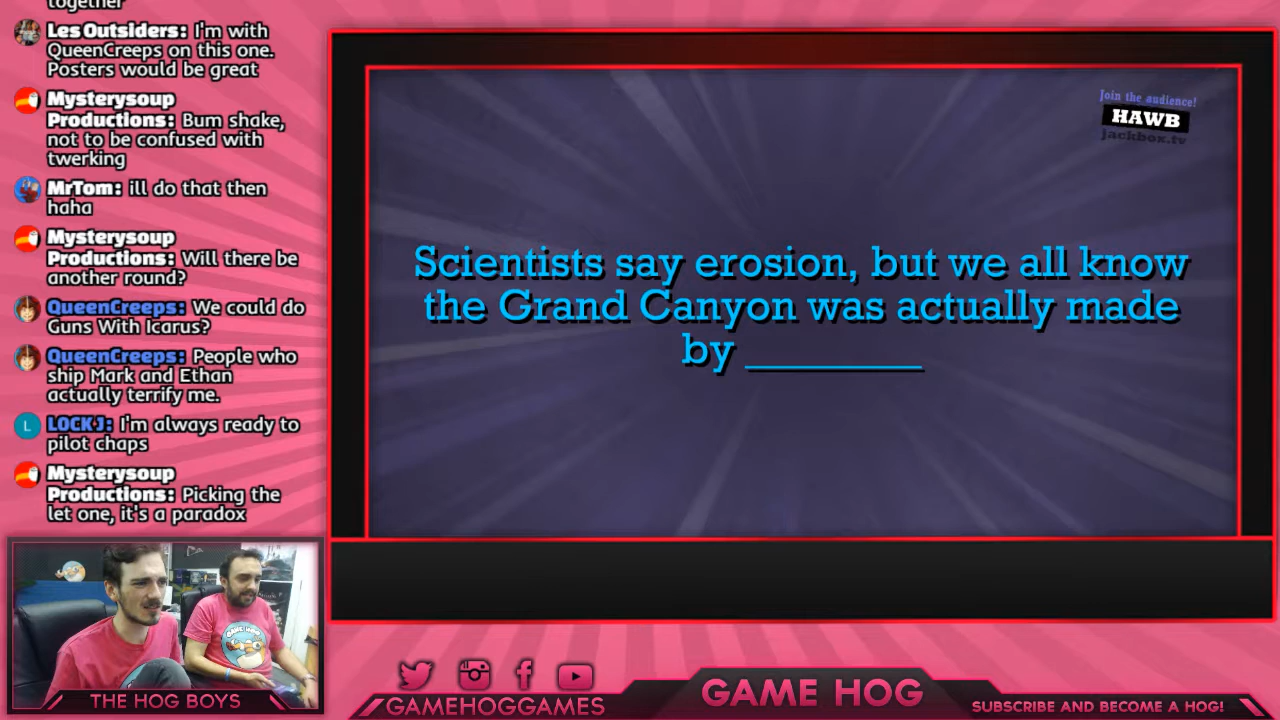 together
Les Outsiders: I'm with
QueenCreeps on this one.
Posters would be great
Mysterysoup
Productions: Bum shake,
not to be confused with
twerking
MrTom: ill do that then
haha
Mysterysoup
Productions: Will there be
another round?
QueenCreeps: We could do
Guns With Icarus?
QueenCreeps: People who
ship Mark and Ethan
actually terrify me.
L
LOCKJ: I'm always ready to
pilot chaps
Mysterysoup
Productions: Picking the
let one, it's a paradox
Join the audience!
HAWB
jackbox.tv
Scientists say erosion, but we all know
the Grand Canyon was actually made
by ________
THE HOG BOYS
GAMEHOGGAMES
GAME HOG
SUBSCRIBE AND BECOME A HOG!